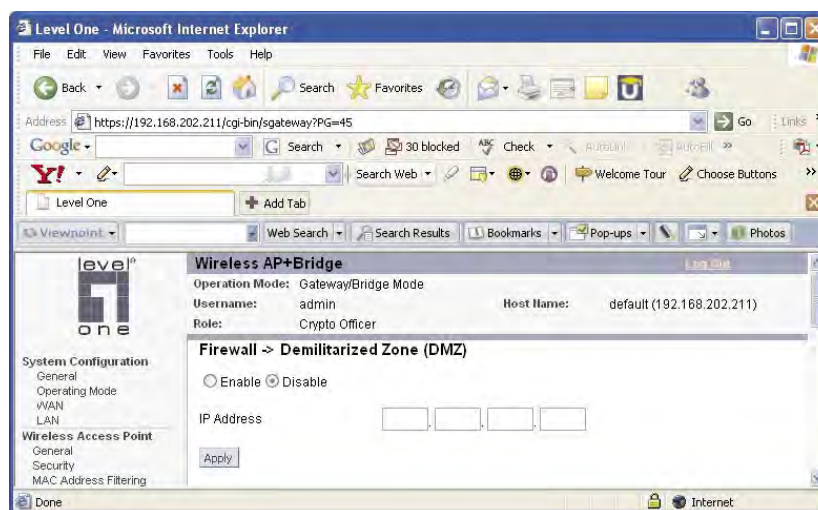 Level One - Microsoft Internet Explorer
File Edit View Favorites Tools Help
Back Search Favorites
Address https://192.168.202.211/cgi-bin/sgateway?PG=45 Go Links
Google Search 30 blocked ABC Check AutoLink AutoFill
Y! Search Web Welcome Tour Choose Buttons
Level One Add Tab
Viewpoint Web Search Search Results Bookmarks Pop-ups Photos
level one
Wireless AP+Bridge Log Out
Operation Mode: Gateway/Bridge Mode
Username: admin Host Name: default (192.168.202.211)
Role: Crypto Officer
Firewall -> Demilitarized Zone (DMZ)
Enable Disable
IP Address
Apply
System Configuration
General
Operating Mode
WAN
LAN
Wireless Access Point
General
Security
MAC Address Filtering
Done Internet